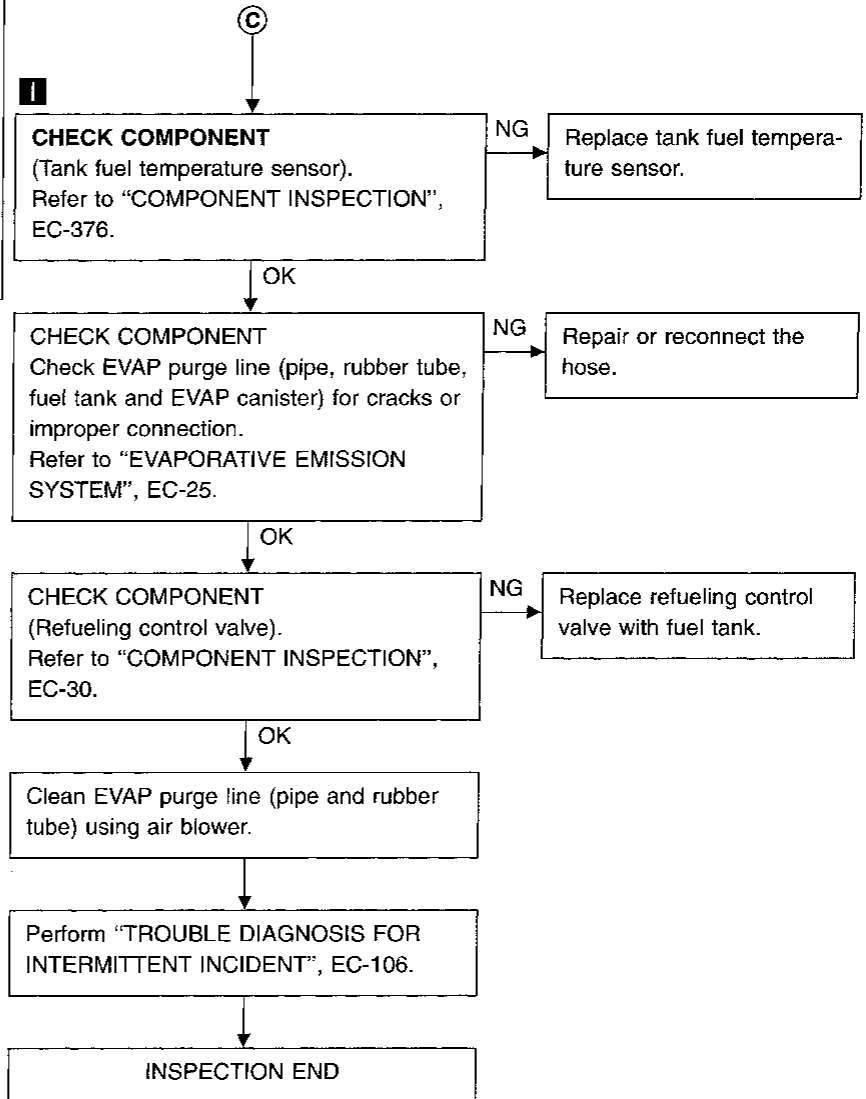 C
I
CHECK COMPONENT
(Tank fuel temperature sensor).
Refer to “COMPONENT INSPECTION”,
EC-376.
NG
Replace tank fuel tempera-
ture sensor.
OK
CHECK COMPONENT
Check EVAP purge line (pipe, rubber tube,
fuel tank and EVAP canister) for cracks or
improper connection.
Refer to “EVAPORATIVE EMISSION
SYSTEM”, EC-25.
NG
Repair or reconnect the
hose.
OK
CHECK COMPONENT
(Refueling control valve).
Refer to “COMPONENT INSPECTION”,
EC-30.
NG
Replace refueling control
valve with fuel tank.
OK
Clean EVAP purge line (pipe and rubber
tube) using air blower.
Perform “TROUBLE DIAGNOSIS FOR
INTERMITTENT INCIDENT”, EC-106.
INSPECTION END